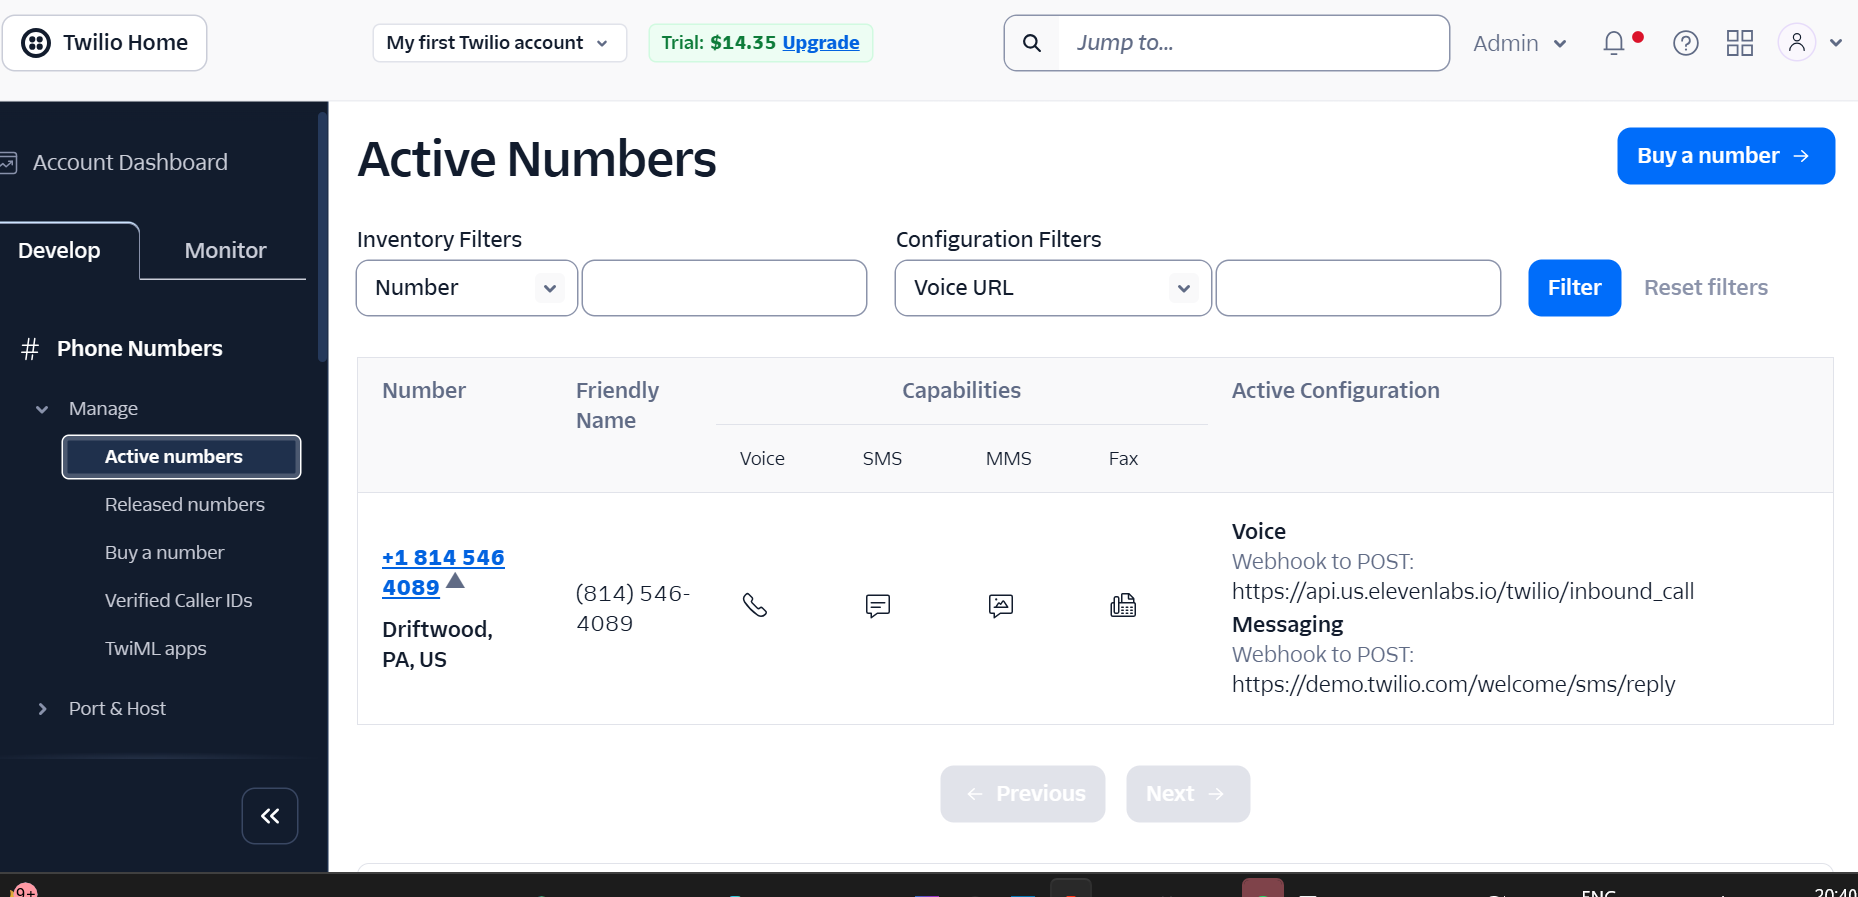 Twilio Home
My first Twilio account
Trial: $14.35 Upgrade
Jump to...
Admin
Account Dashboard
Develop
Monitor
# Phone Numbers
Manage
Active numbers
Released numbers
Buy a number
Verified Caller IDs
TwiML apps
Port & Host
Active Numbers
Buy a number
Inventory Filters
Configuration Filters
Number
Voice URL
Filter
Reset filters
Number
Friendly
Name
Capabilities
Active Configuration
Voice
SMS
MMS
Fax
+1 814 546
4089
Driftwood,
PA, US
(814) 546-
4089
Voice
Webhook to POST:
https://api.us.elevenlabs.io/twilio/inbound_call
Messaging
Webhook to POST:
https://demo.twilio.com/welcome/sms/reply
Previous
Next
9+
ENG
20:40